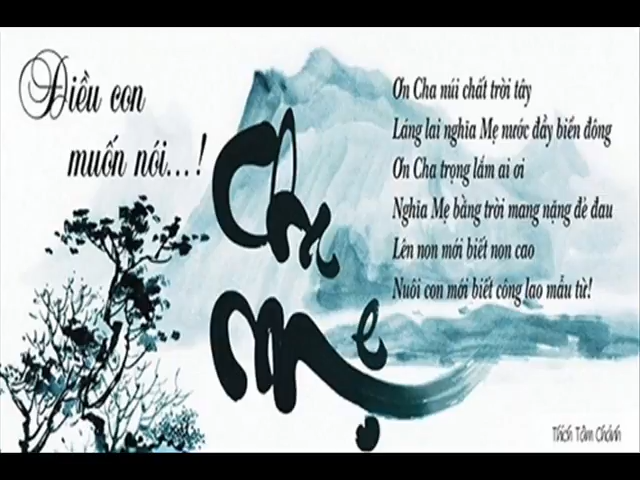 Điều con
muốn nói...!
Cha
Mẹ
Ơn Cha núi chất trời tây
Láng lai nghĩa Mẹ nước đầy biển đông
Ơn Cha trọng lắm ai ơi
Nghĩa Mẹ bằng trời mang nặng đẻ đau
Lên non mới biết non cao
Nuôi con mới biết công lao mẫu từ!
Thích Tâm Chánh